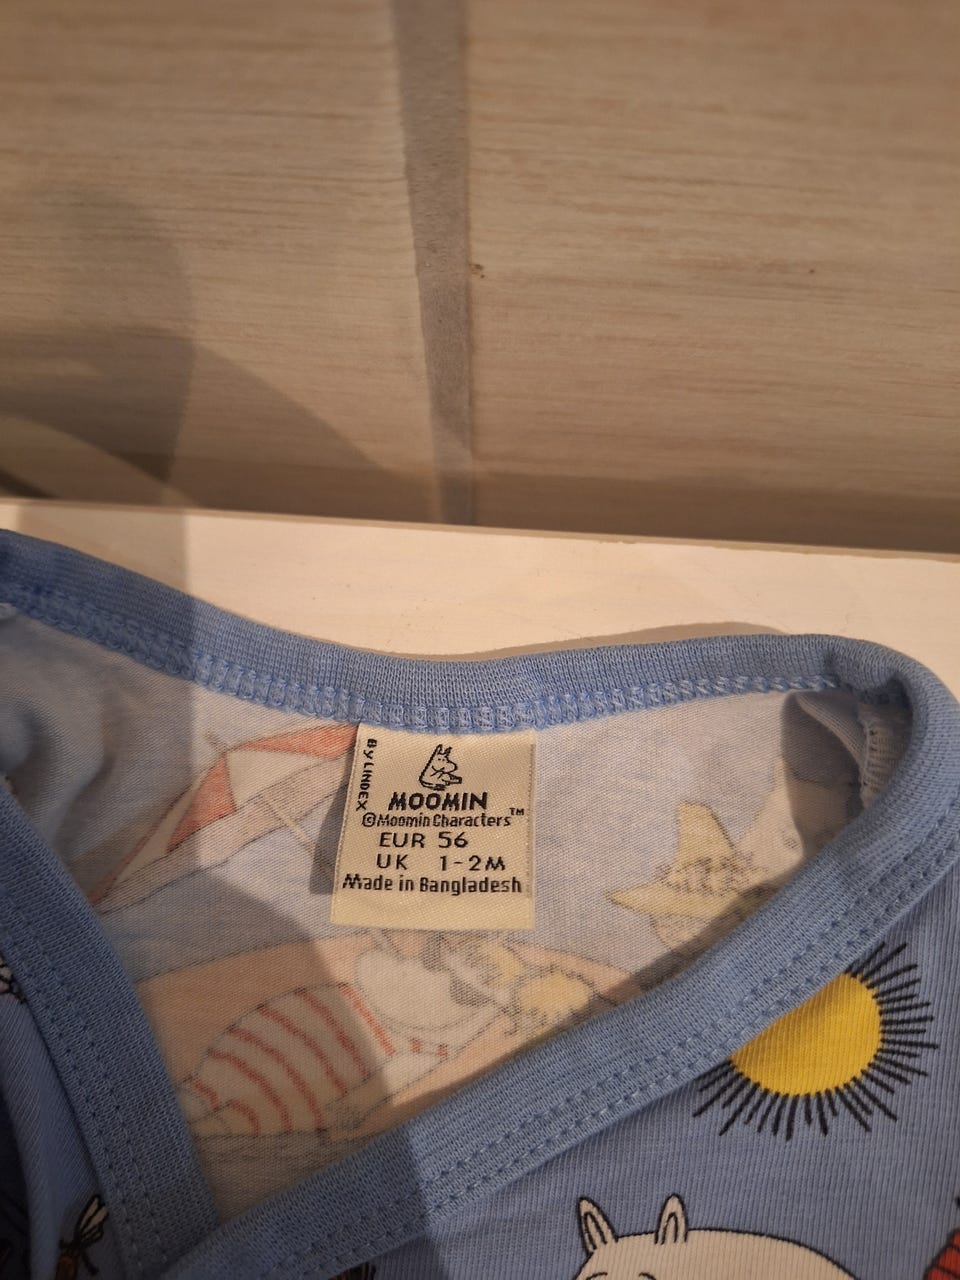 By LINDEX
MOOMIN
©Moomin Characters™
EUR 56
UK 1-2M
Made in Bangladesh